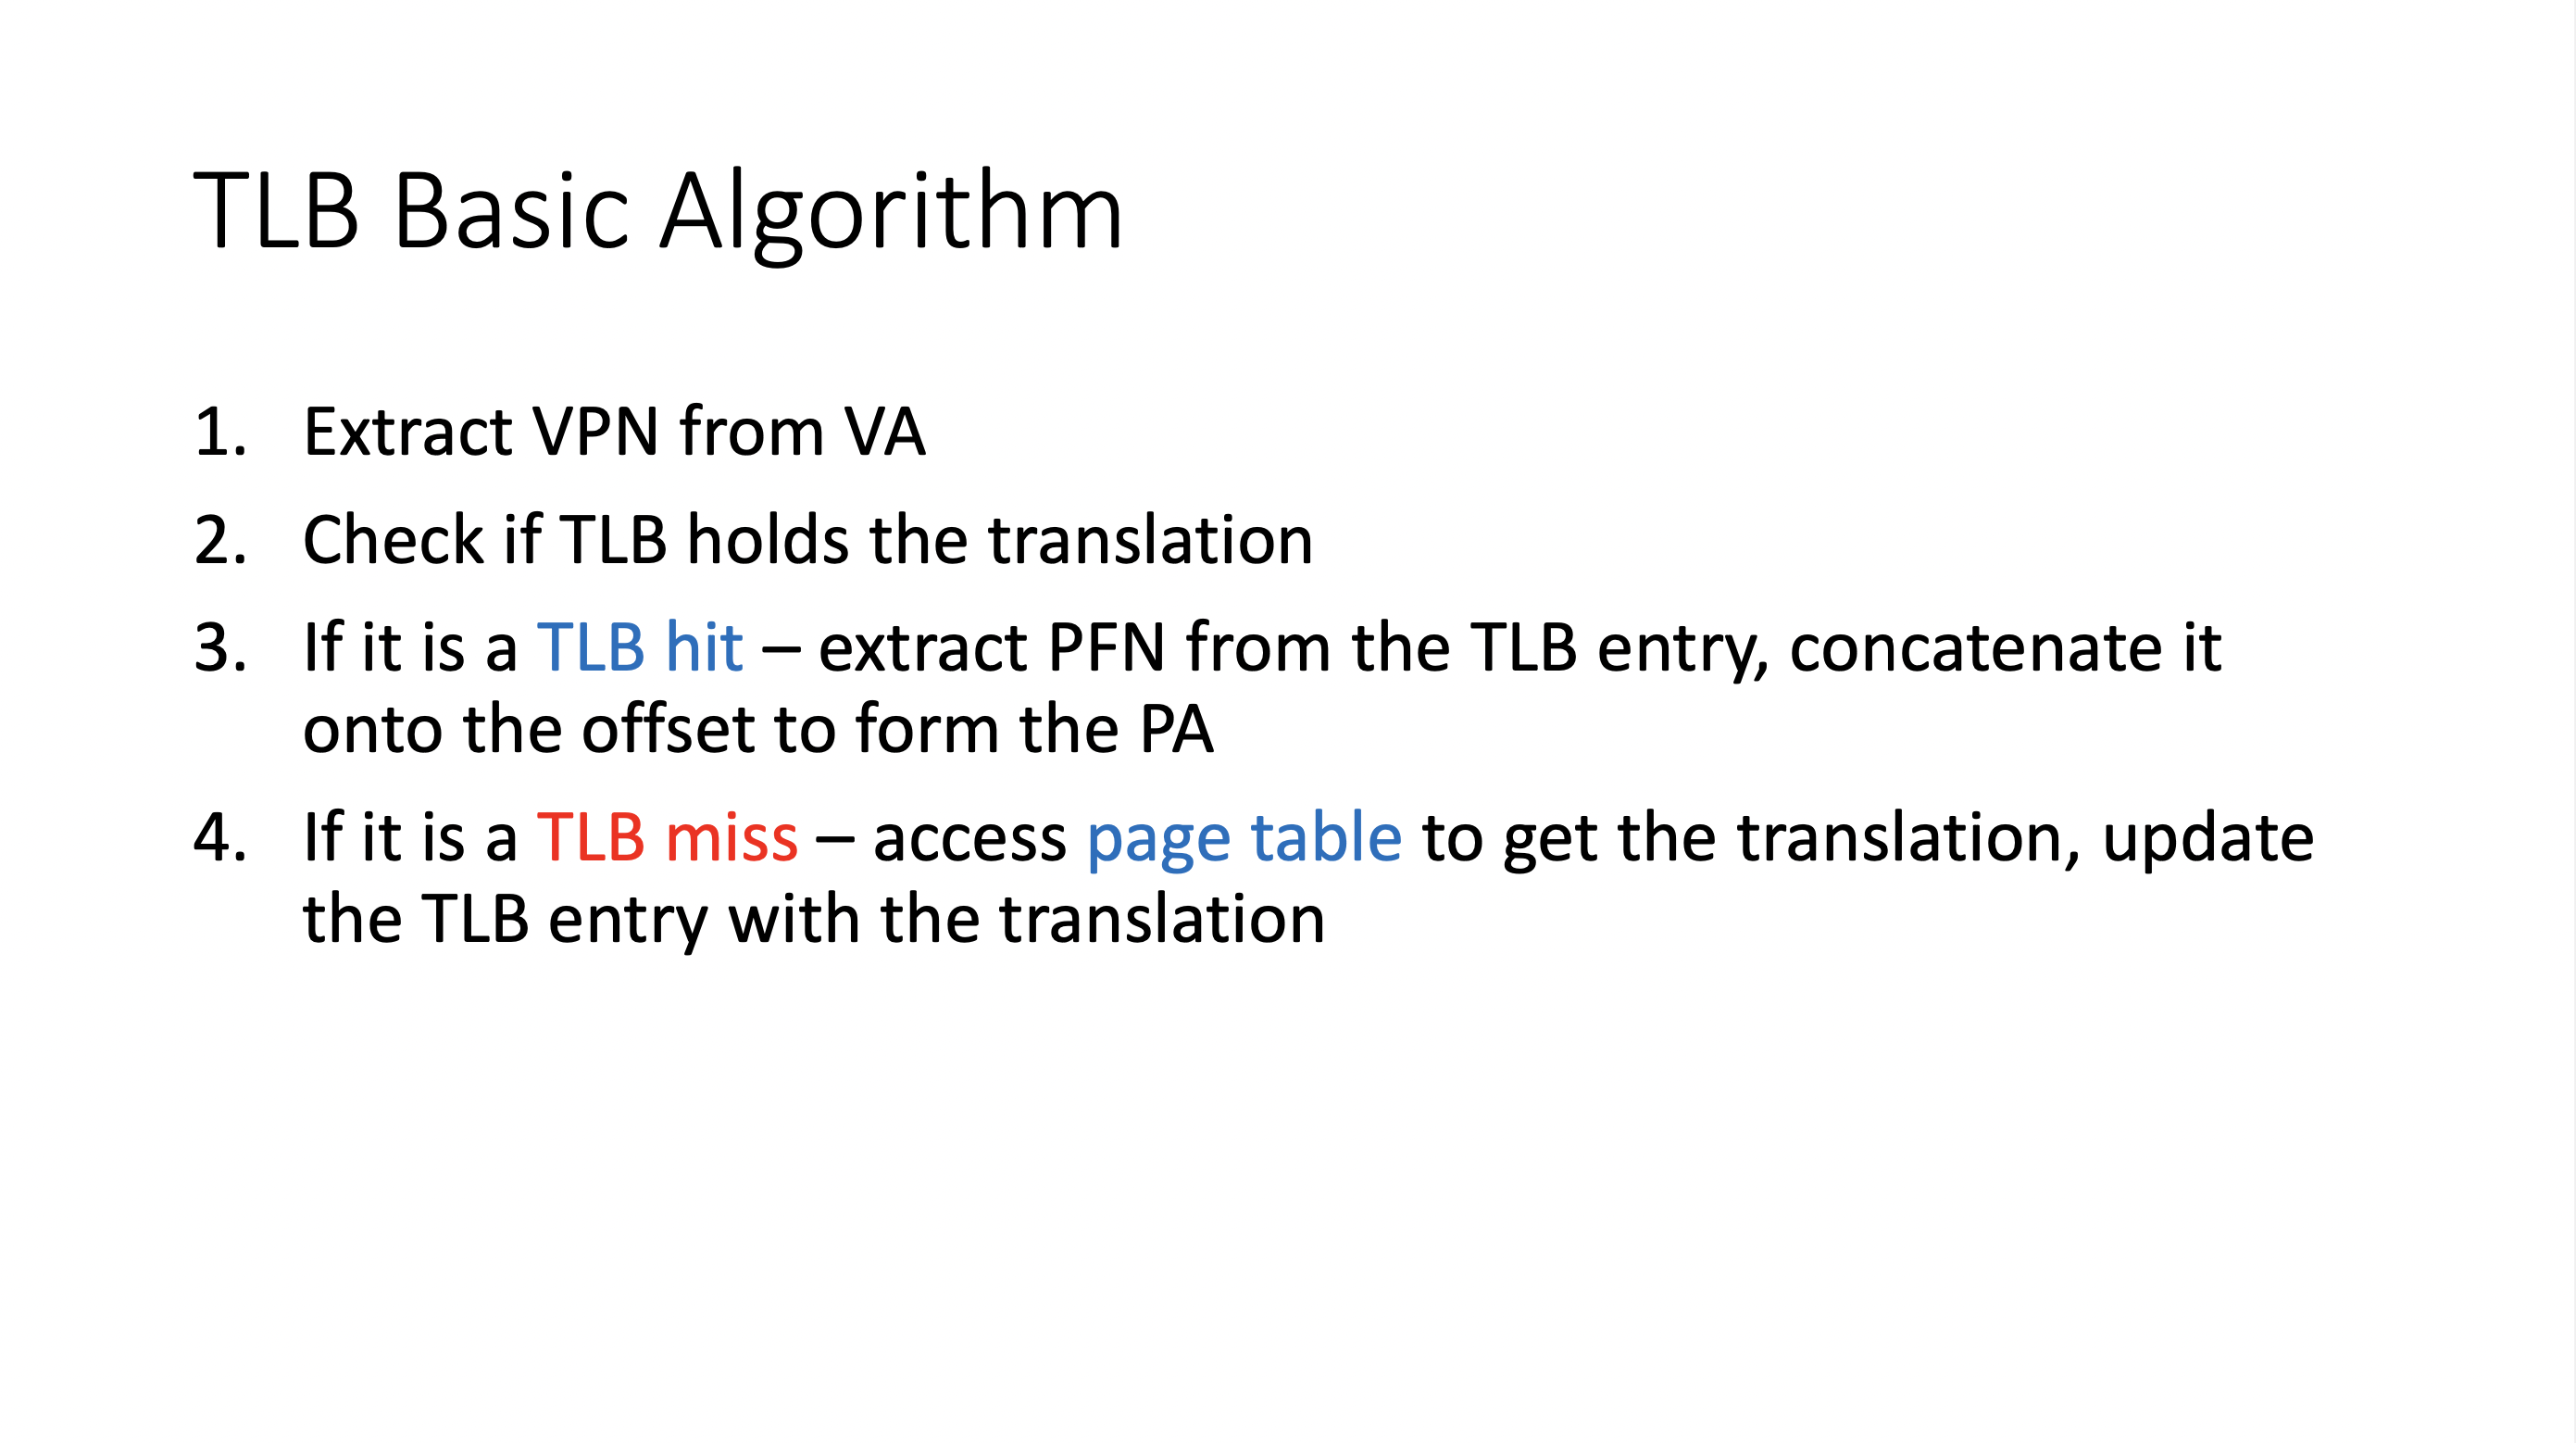 TLB Basic Algorithm
1. Extract VPN from VA
2. Check if TLB holds the translation
3. If it is a TLB hit – extract PFN from the TLB entry, concatenate it
onto the offset to form the PA
4. If it is a TLB miss – access page table to get the translation, update
the TLB entry with the translation